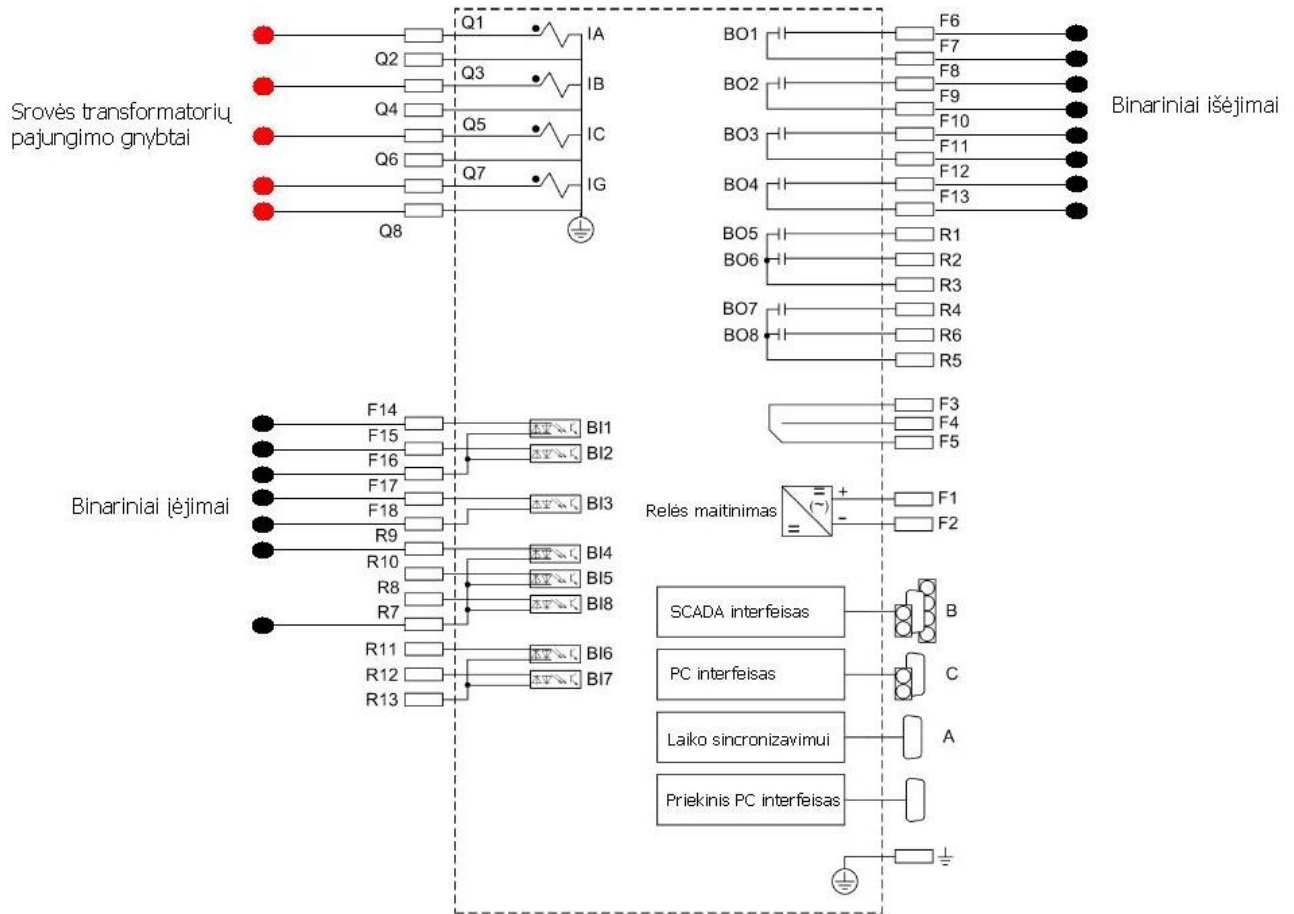 Q1
IA
Q2
Q3
IB
Q4
Q5
IC
Q6
Q7
IG
Q8
Srovės transformatorių
pajungimo gnybtai
BO1
F6
F7
BO2
F8
F9
BO3
F10
F11
BO4
F12
F13
BO5
R1
BO6
R2
R3
BO7
R4
BO8
R6
R5
Binariniai išėjimai
F3
F4
F5
Relės maitinimas
=
(~)
=
+
−
F1
F2
Binariniai įėjimai
F14
BI1
F15
BI2
F16
F17
BI3
F18
R9
BI4
R10
BI5
R8
BI8
R7
R11
BI6
R12
BI7
R13
SCADA interfeisas
B
PC interfeisas
C
Laiko sincronizavimui
A
Priekinis PC interfeisas